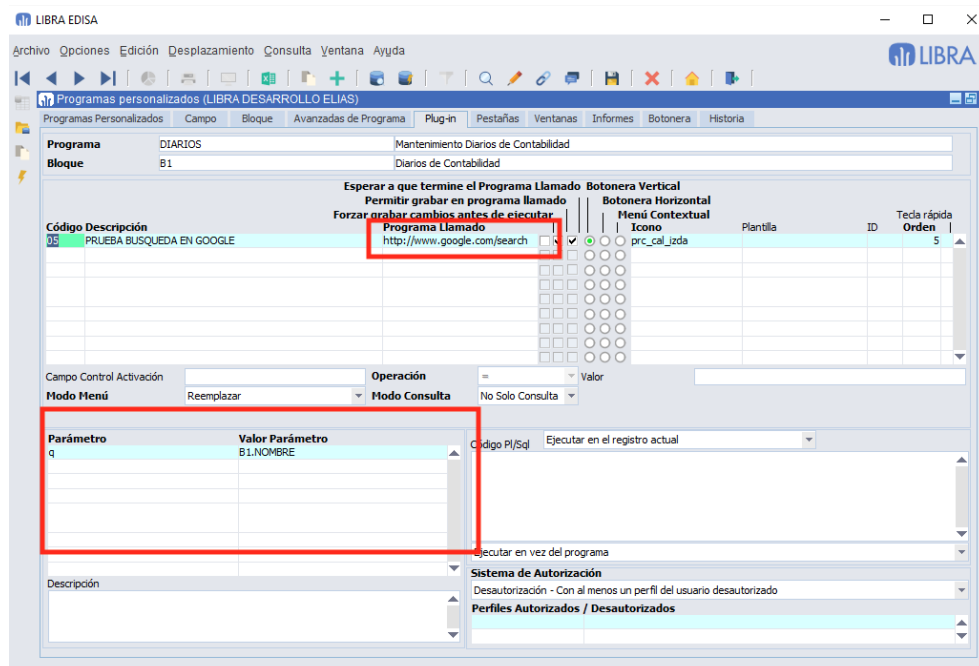 LIBRA EDISA
Archivo Opciones Edición Desplazamiento Consulta Ventana Ayuda
LIBRA
Programas personalizados (LIBRA DESARROLLO ELIAS)
Programas Personalizados Campo Bloque Avanzadas de Programa Plug-in Pestañas Ventanas Informes Botonera Historia
Programa DIARIOS Mantenimiento Diarios de Contabilidad
Bloque B1 Diarios de Contabilidad
Esperar a que termine el Programa Llamado Botonera Vertical
Permitir grabar en programa llamado Botonera Horizontal
Forzar grabar cambios antes de ejecutar Menú Contextual Tecla rápida
Código Descripción Programa Llamado Icono Plantilla ID Orden
05 PRUEBA BUSQUEDA EN GOOGLE http://www.google.com/search prc_cal_izda 5
Campo Control Activación Operación = Valor
Modo Menú Reemplazar Modo Consulta No Solo Consulta
Parámetro Valor Parámetro
q B1.NOMBRE
Código Pl/Sql Ejecutar en el registro actual
Ejecutar en vez del programa
Descripción
Sistema de Autorización
Desautorización - Con al menos un perfil del usuario desautorizado
Perfiles Autorizados / Desautorizados